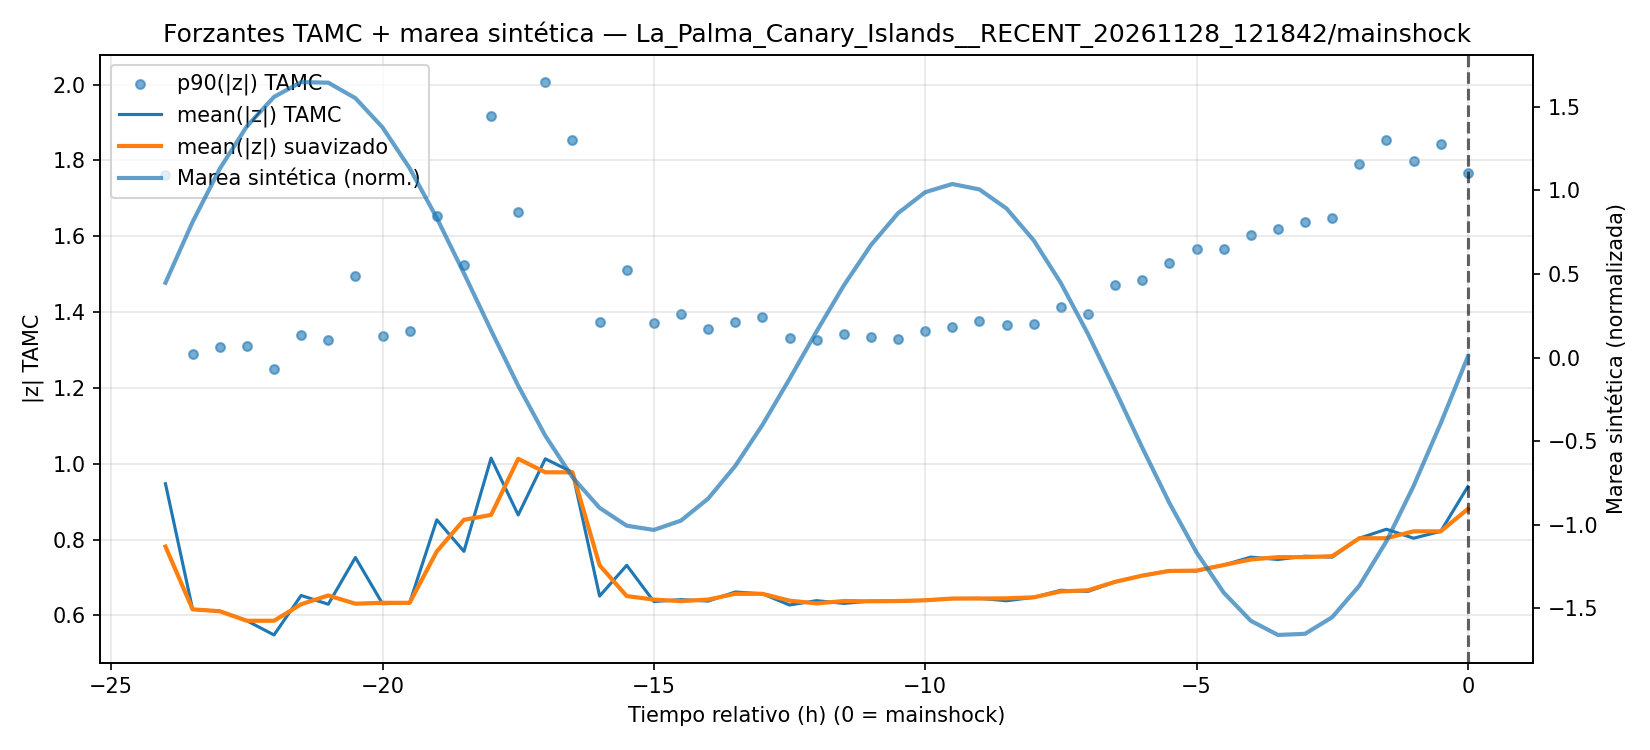 Forzantes TAMC + marea sintética — La_Palma_Canary_Islands__RECENT_20261128_121842/mainshock
p90(|z|) TAMC
mean(|z|) TAMC
mean(|z|) suavizado
Marea sintética (norm.)
|z| TAMC
2.0
1.8
1.6
1.4
1.2
1.0
0.8
0.6
1.5
1.0
0.5
0.0
−0.5
−1.0
−1.5
Marea sintética (normalizada)
−25
−20
−15
−10
−5
0
Tiempo relativo (h) (0 = mainshock)